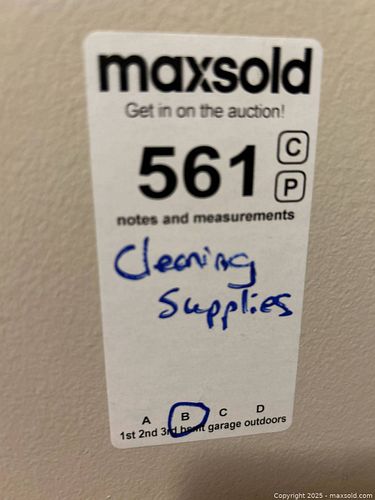 maxsold
Get in on the auction!
561 C
P
notes and measurements
Cleaning
Supplies
A B C D
1st 2nd 3rd bsmt garage outdoors
Copyright 2025 - maxsold.com